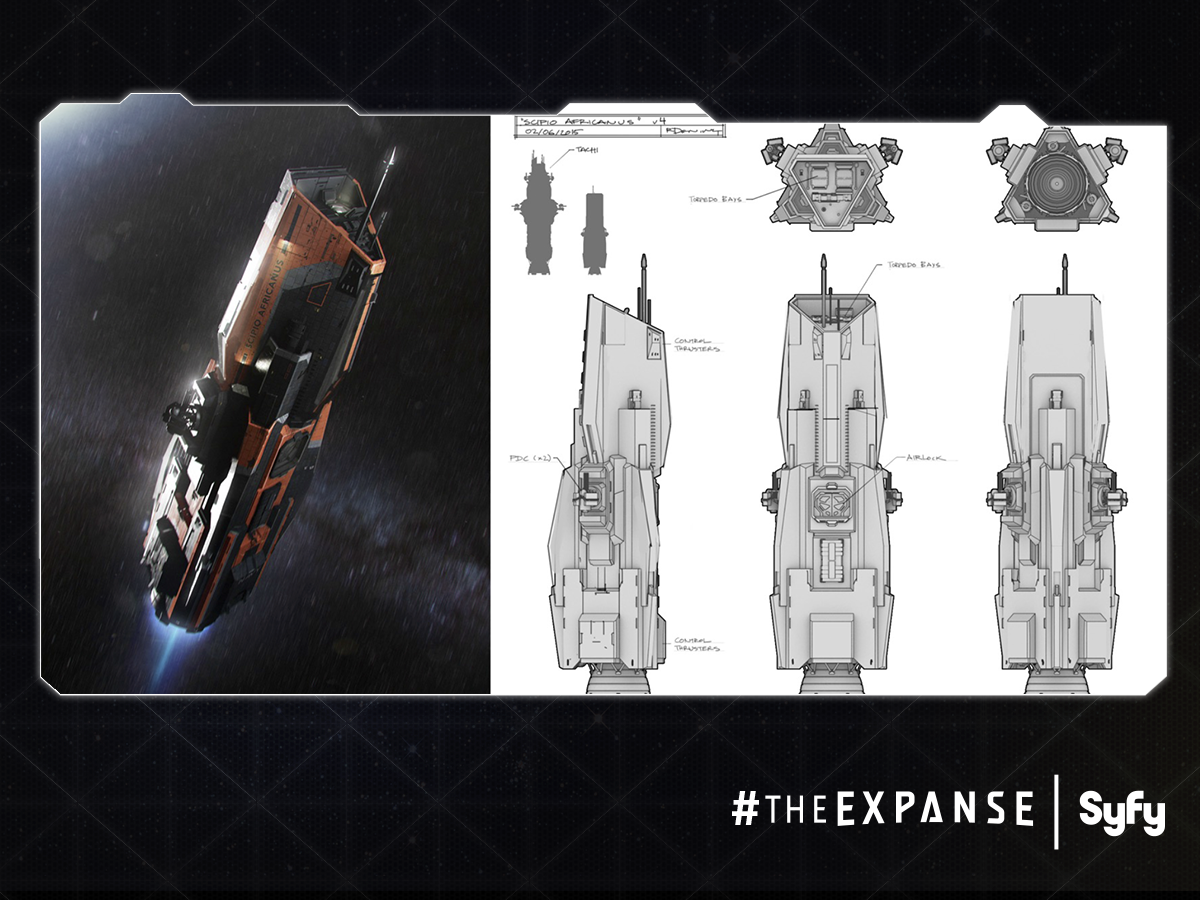 SCIPIO AFRICANUS
"SCIPIO AFRICANUS" v4
02/06/2015
TACHI
TORPEDO BAYS
TORPEDO BAYS
CONTROL
THRUSTERS
PDC (x2)
AIRLOCK
CONTROL
THRUSTERS
#THEEXPANSE
Syfy